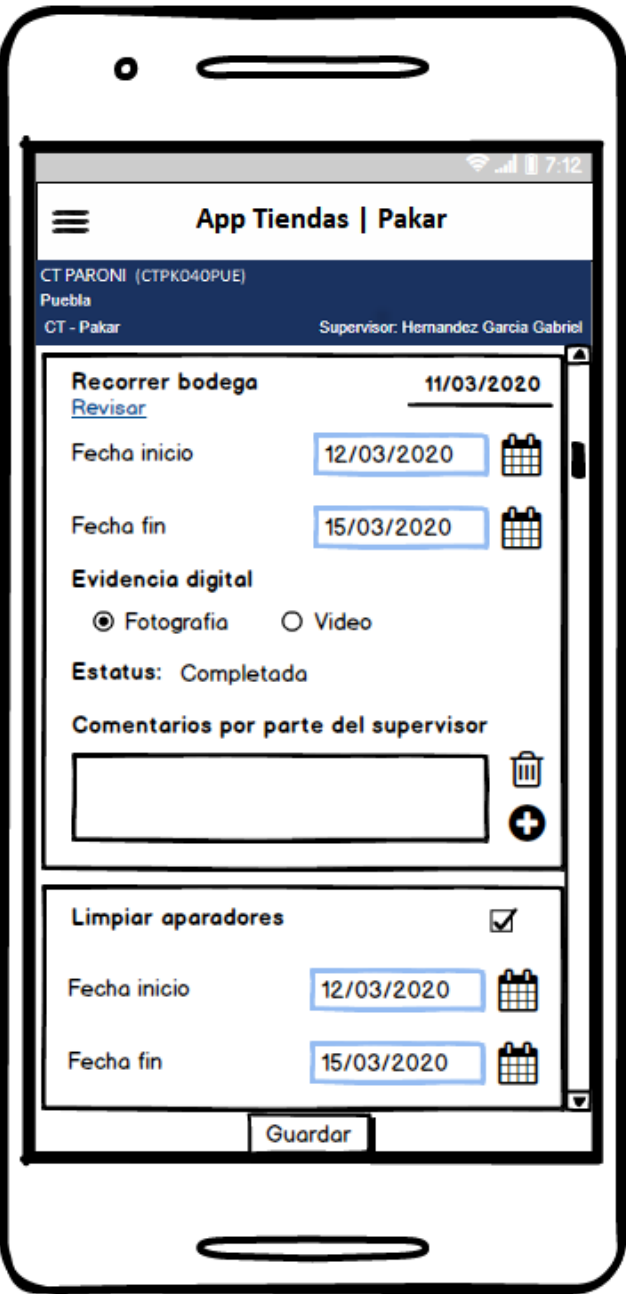 7:12
App Tiendas | Pakar
CT PARONI (CTPK040PUE)
Puebla
CT - Pakar Supervisor: Hernandez Garcia Gabriel
Recorrer bodega 11/03/2020
Revisar
Fecha inicio 12/03/2020
Fecha fin 15/03/2020
Evidencia digital
Fotografia Video
Estatus: Completada
Comentarios por parte del supervisor
Limpiar aparadores
Fecha inicio 12/03/2020
Fecha fin 15/03/2020
Guardar